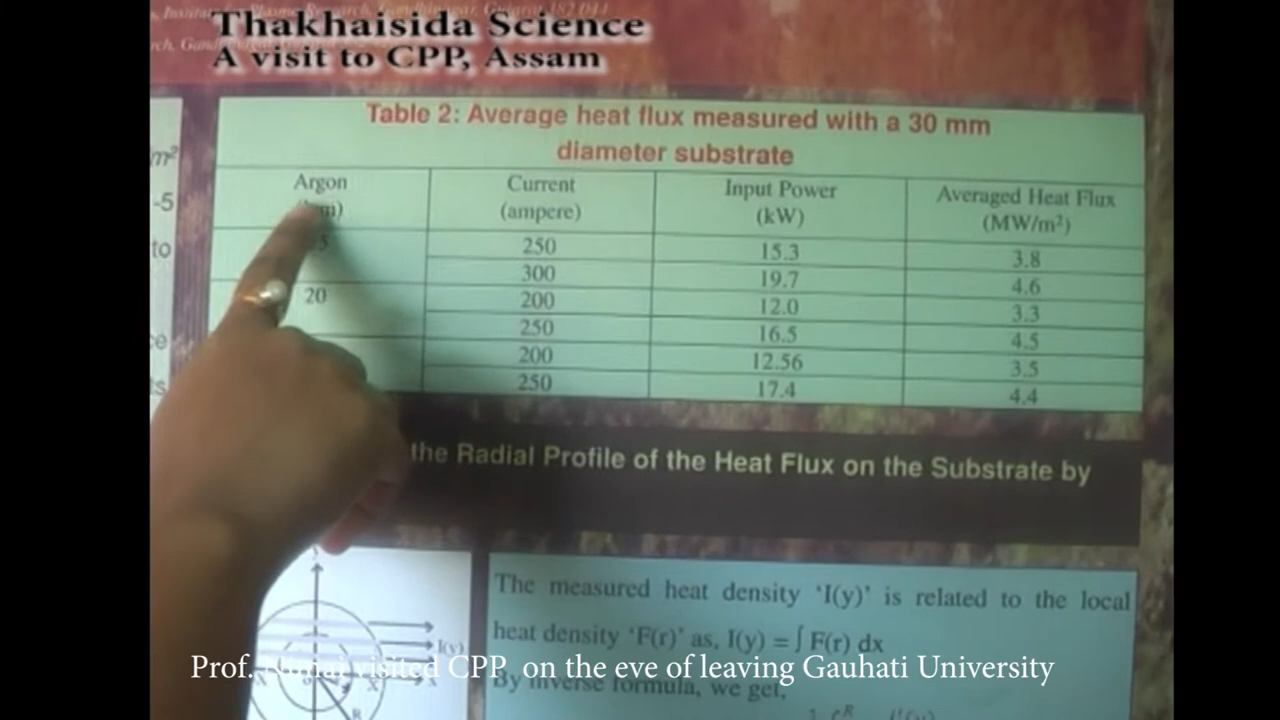 Thakhaisida Science
A visit to CPP, Assam
Table 2: Average heat flux measured with a 30 mm
diameter substrate
Argon Current Input Power Averaged Heat Flux
(ampere) (kW) (MW/m²)
250 15.3 3.8
300 19.7 4.6
20 200 12.0 3.3
250 16.5 4.5
200 12.56 3.5
250 17.4 4.4
m²
-5
to
the Radial Profile of the Heat Flux on the Substrate by
The measured heat density ‘I(y)’ is related to the local
heat density ‘F(r)’ as, I(y) = ∫ F(r) dx
By inverse formula, we get,
I(y)
x
R
Prof. visited CPP on the eve of leaving Gauhati University